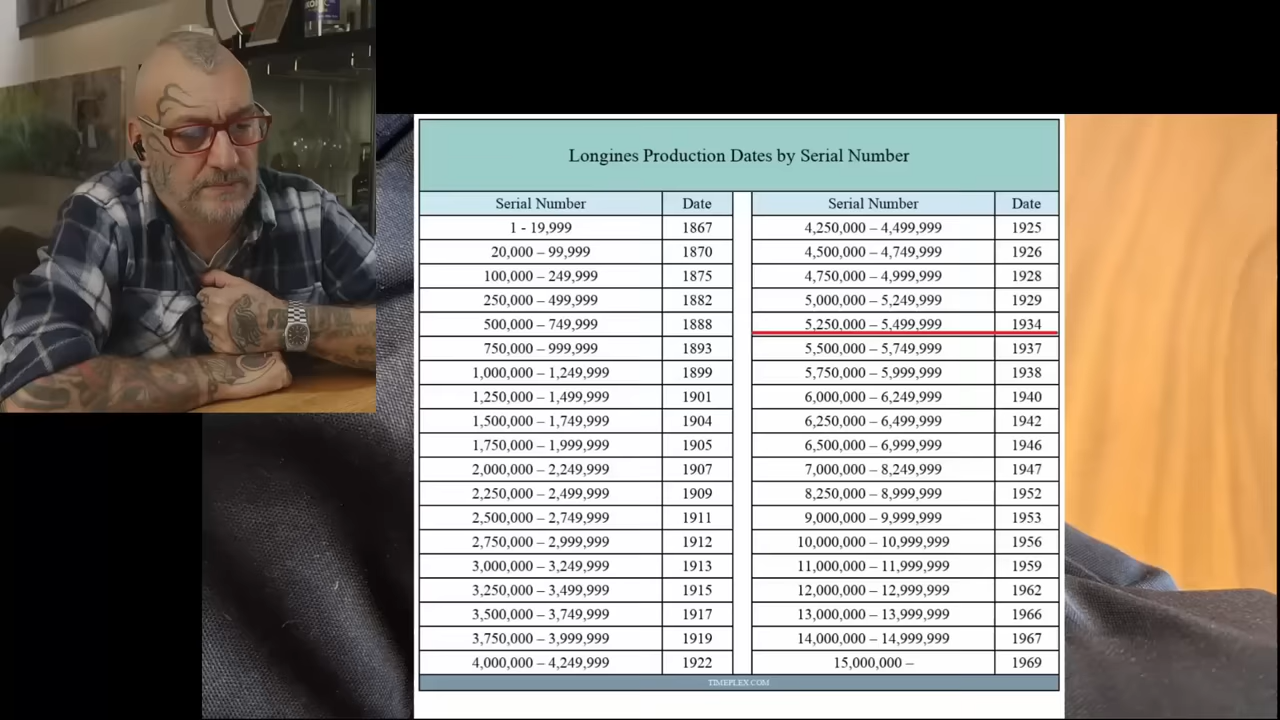 Longines Production Dates by Serial Number
Serial Number Date Serial Number Date
1 - 19,999 1867 4,250,000 – 4,499,999 1925
20,000 – 99,999 1870 4,500,000 – 4,749,999 1926
100,000 - 249,999 1875 4,750,000 – 4,999,999 1928
250,000 – 499,999 1882 5,000,000 – 5,249,999 1929
500,000 – 749,999 1888 5,250,000 – 5,499,999 1934
750,000 – 999,999 1893 5,500,000 – 5,749,999 1937
1,000,000 – 1,249,999 1899 5,750,000 – 5,999,999 1938
1,250,000 – 1,499,999 1901 6,000,000 – 6,249,999 1940
1,500,000 – 1,749,999 1904 6,250,000 – 6,499,999 1942
1,750,000 – 1,999,999 1905 6,500,000 – 6,999,999 1946
2,000,000 – 2,249,999 1907 7,000,000 – 8,249,999 1947
2,250,000 – 2,499,999 1909 8,250,000 – 8,999,999 1952
2,500,000 – 2,749,999 1911 9,000,000 – 9,999,999 1953
2,750,000 – 2,999,999 1912 10,000,000 – 10,999,999 1956
3,000,000 – 3,249,999 1913 11,000,000 – 11,999,999 1959
3,250,000 – 3,499,999 1915 12,000,000 – 12,999,999 1962
3,500,000 – 3,749,999 1917 13,000,000 – 13,999,999 1966
3,750,000 – 3,999,999 1919 14,000,000 – 14,999,999 1967
4,000,000 – 4,249,999 1922 15,000,000 – 1969
TIMEPLEX.COM